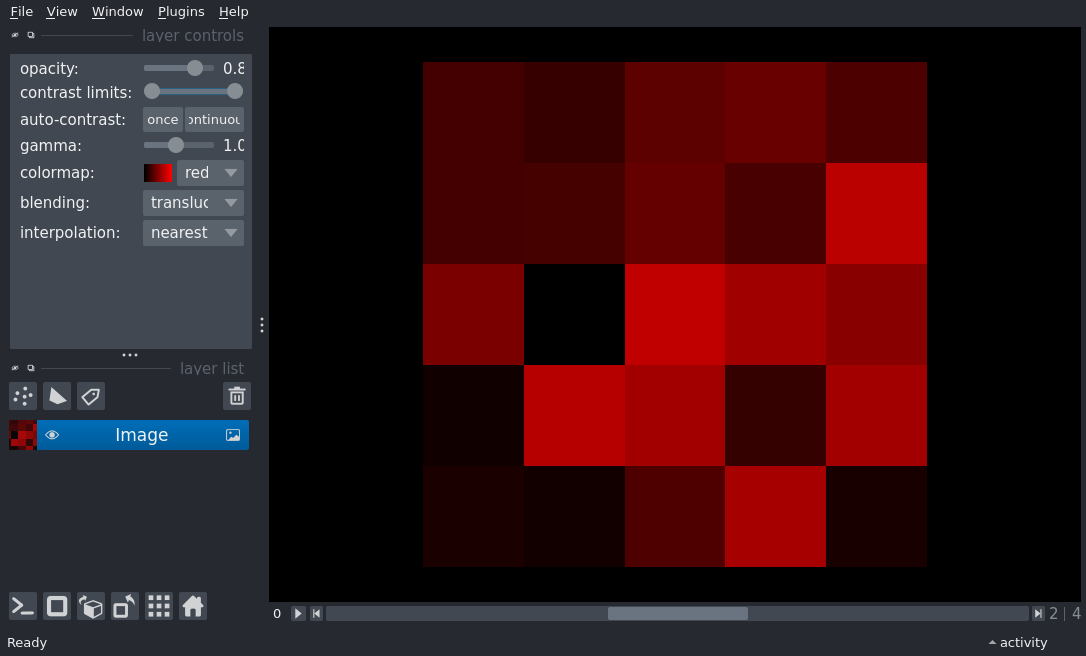 File View Window Plugins Help
layer controls
opacity: 0.8
contrast limits:
auto-contrast: once ontinuou
gamma: 1.0
colormap: red
blending: transluc
interpolation: nearest
layer list
Image
0 2 | 4
Ready activity